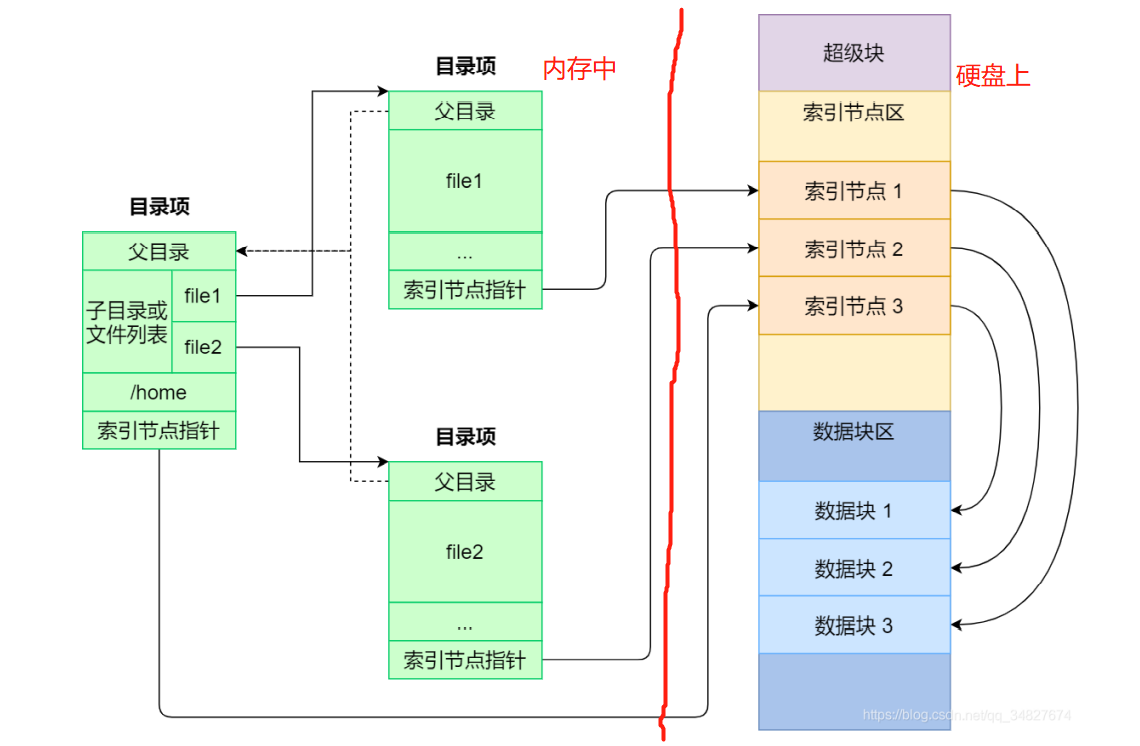 目录项
内存中
父目录
file1
...
索引节点指针
目录项
父目录
子目录或
文件列表
file1
file2
/home
索引节点指针
目录项
父目录
file2
...
索引节点指针
超级块
硬盘上
索引节点区
索引节点 1
索引节点 2
索引节点 3
数据块区
数据块 1
数据块 2
数据块 3
https://blog.csdn.net/qq_34827674